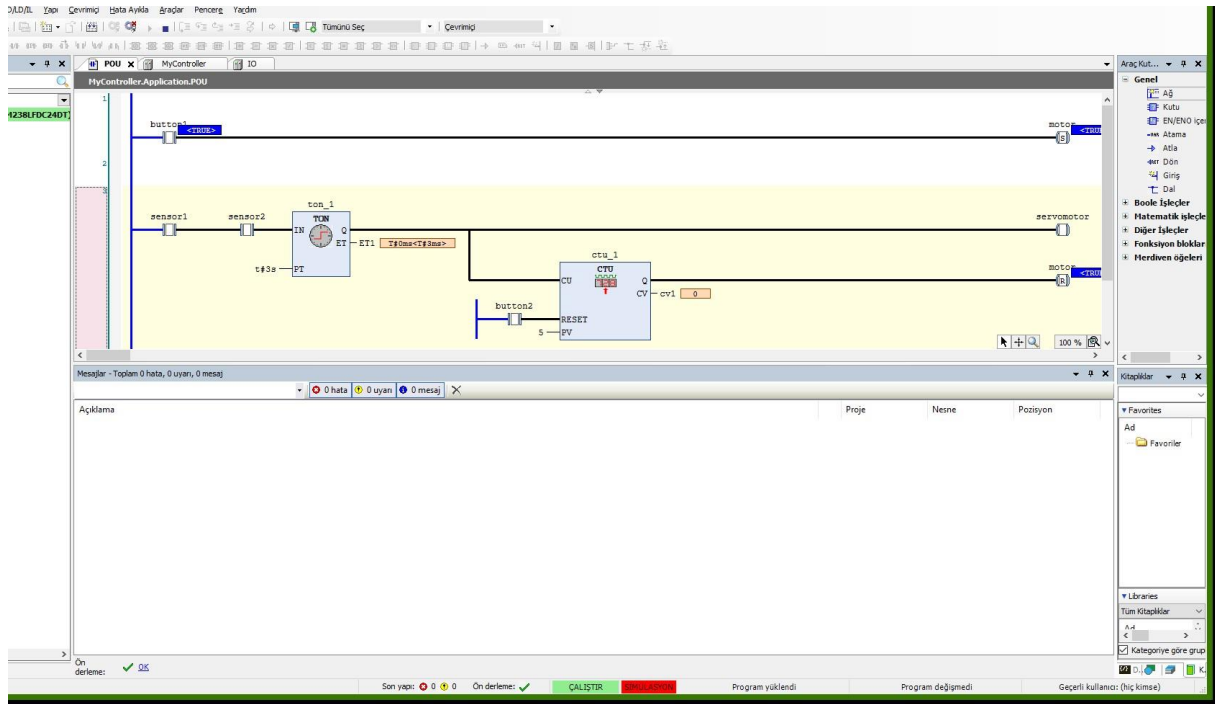 Yapı Çevrimiçi Hata Ayıkla Araçlar Pencere Yardım
Tümünü Seç Çevrimiçi
POU MyController IO
Araç Kut...
MyController.Application.POU
Genel
1
Ağ
Kutu
EN/ENO içe
Atama
Atla
Dön
Giriş
Dal
Boole İşleçler
Matematik işleçle
Diğer İşleçler
Fonksiyon bloklar
Merdiven öğeleri
button1 <TRUE>
motor
(S)
2
3
sensor1 sensor2
ton_1
TON
IN Q
ET ET1 T#0ms<T#3ms>
t#3s PT
servomotor
ctu_1
CTU
CU Q
CV cv1 0
motor
(R)
button2
RESET
5 PV
100 %
Mesajlar - Toplam 0 hata, 0 uyarı, 0 mesaj
0 hata 0 uyarı 0 mesaj
Açıklama Proje Nesne Pozisyon
Kitaplıklar
Favorites
Ad
Favoriler
Libraries
Tüm Kitaplıklar
Kategoriye göre grup
Ön
derleme: OK
Son yapı: 0 0 Ön derleme: ÇALIŞTIR SİMÜLASYON Program yüklendi Program değişmedi Geçerli kullanıcı: (hiç kimse)